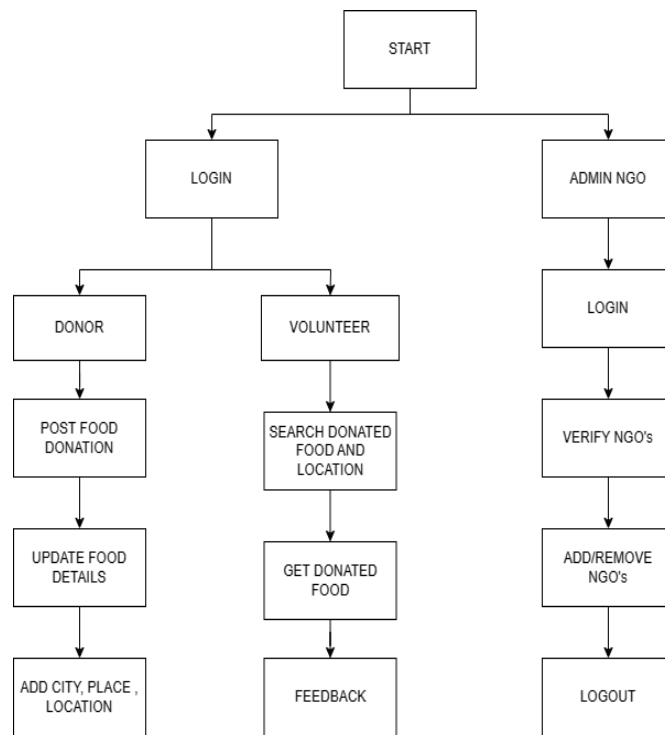 START
LOGIN
ADMIN NGO
DONOR
VOLUNTEER
LOGIN
POST FOOD
DONATION
SEARCH DONATED
FOOD AND
LOCATION
VERIFY NGO's
UPDATE FOOD
DETAILS
GET DONATED
FOOD
ADD/REMOVE
NGO's
ADD CITY, PLACE ,
LOCATION
FEEDBACK
LOGOUT